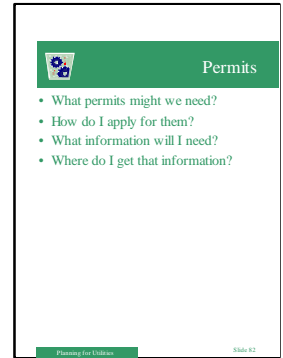 Permits
• What permits might we need?
• How do I apply for them?
• What information will I need?
• Where do I get that information?
Planning for Utilities
Slide 82